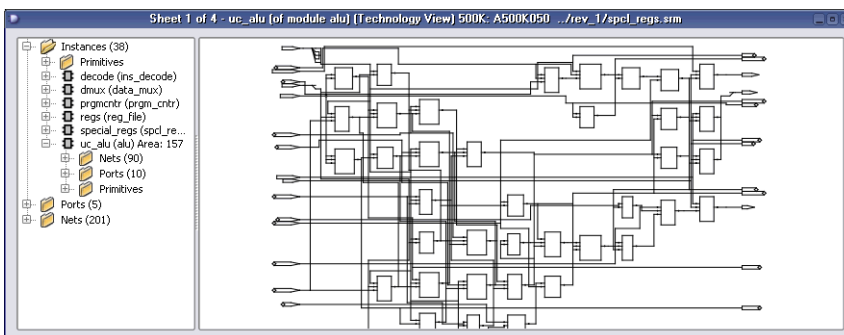 Sheet 1 of 4 - uc_alu (of module alu) (Technology View) 500K: A500K050 ../rev_1/spcl_regs.srm
Instances (38)
Primitives
decode (ins_decode)
dmux (data_mux)
prgmcntr (prgm_cntr)
regs (reg_file)
special_regs (spcl_re...
uc_alu (alu) Area: 157
Nets (90)
Ports (10)
Primitives
Ports (5)
Nets (201)